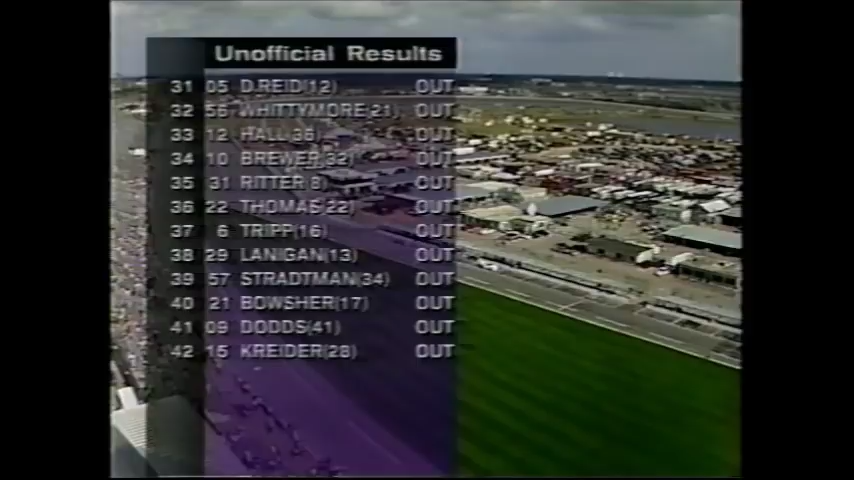 Unofficial Results
31 05 D.REID(12) OUT
32 56 WHITTYMORE(21) OUT
33 12 HALL(36) OUT
34 10 BREWER(32) OUT
35 31 RITTER(8) OUT
36 22 THOMAS(22) OUT
37 6 TRIPP(16) OUT
38 29 LANIGAN(13) OUT
39 57 STRADTMAN(34) OUT
40 21 BOWSHER(17) OUT
41 09 DODDS(41) OUT
42 15 KREIDER(28) OUT